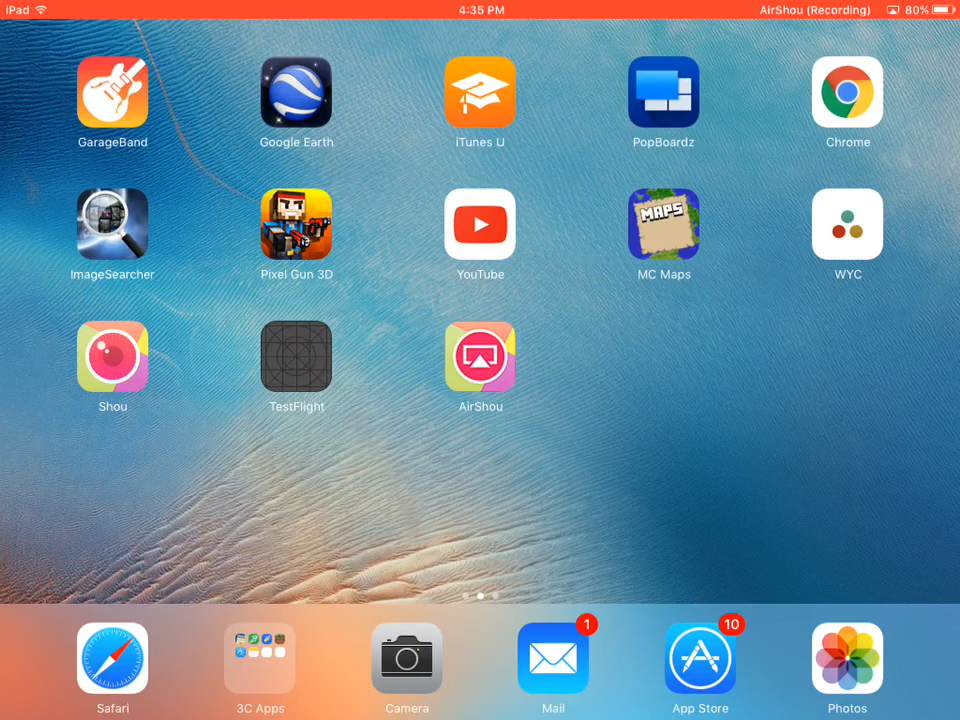 iPad 4:35 PM AirShou (Recording) 80%
GarageBand Google Earth iTunes U PopBoardz Chrome
MAPS
ImageSearcher Pixel Gun 3D YouTube MC Maps WYC
Shou TestFlight AirShou
1 10
Safari 3C Apps Camera Mail App Store Photos